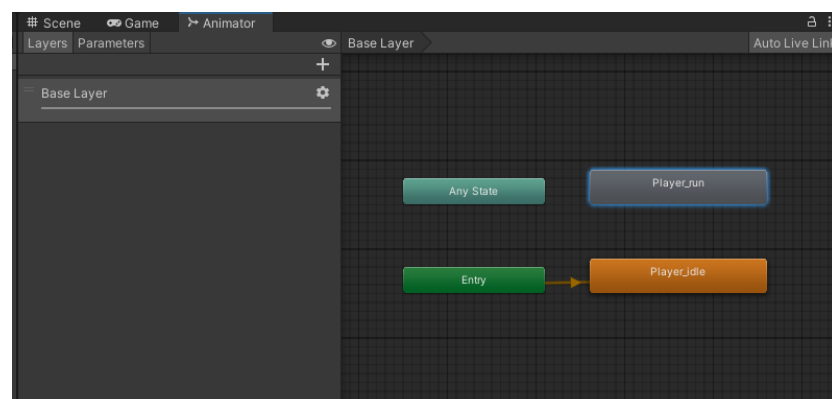 Scene Game Animator
Layers Parameters Base Layer Auto Live Link
Base Layer
Player_run
Any State
Player_idle
Entry